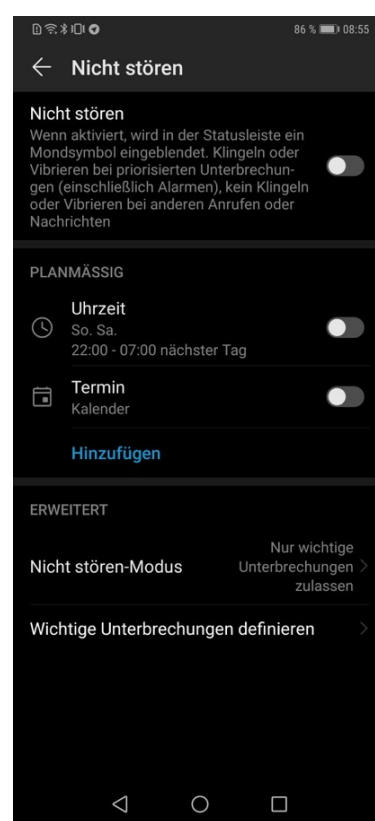 86 % 08:55
Nicht stören
Nicht stören
Wenn aktiviert, wird in der Statusleiste ein
Mondsymbol eingeblendet. Klingeln oder
Vibrieren bei priorisierten Unterbrechun-
gen (einschließlich Alarmen), kein Klingeln
oder Vibrieren bei anderen Anrufen oder
Nachrichten
PLANMÄSSIG
Uhrzeit
So. Sa.
22:00 - 07:00 nächster Tag
Termin
Kalender
Hinzufügen
ERWEITERT
Nicht stören-Modus
Nur wichtige
Unterbrechungen
zulassen
Wichtige Unterbrechungen definieren